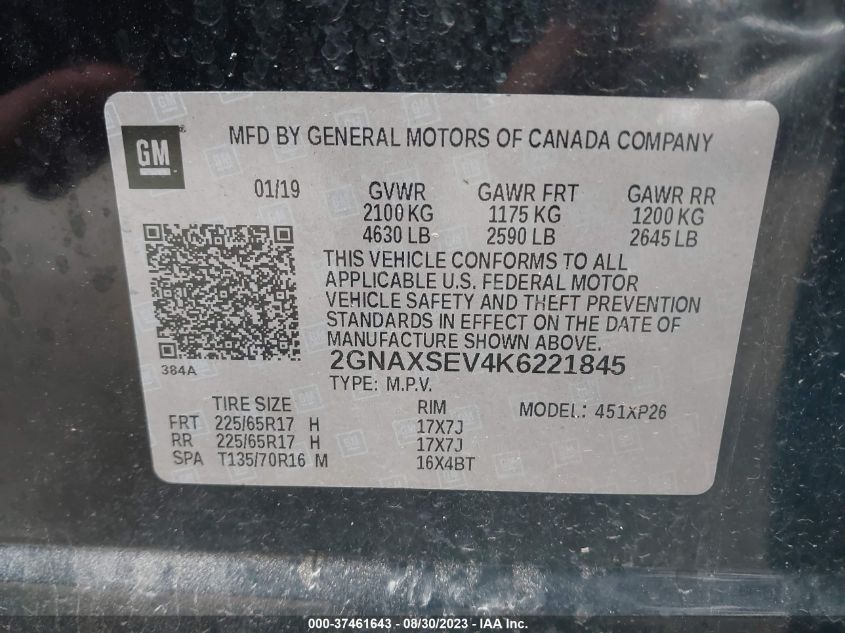 GM
MFD BY GENERAL MOTORS OF CANADA COMPANY
01/19 GVWR GAWR FRT GAWR RR
2100 KG 1175 KG 1200 KG
4630 LB 2590 LB 2645 LB
THIS VEHICLE CONFORMS TO ALL
APPLICABLE U.S. FEDERAL MOTOR
VEHICLE SAFETY AND THEFT PREVENTION
STANDARDS IN EFFECT ON THE DATE OF
MANUFACTURE SHOWN ABOVE.
384A
2GNAXSEV4K6221845
TYPE: M.P.V.
TIRE SIZE RIM MODEL: 451XP26
FRT 225/65R17 H 17X7J
RR 225/65R17 H 17X7J
SPA T135/70R16 M 16X4BT
000-37461643 - 08/30/2023 - IAA Inc.